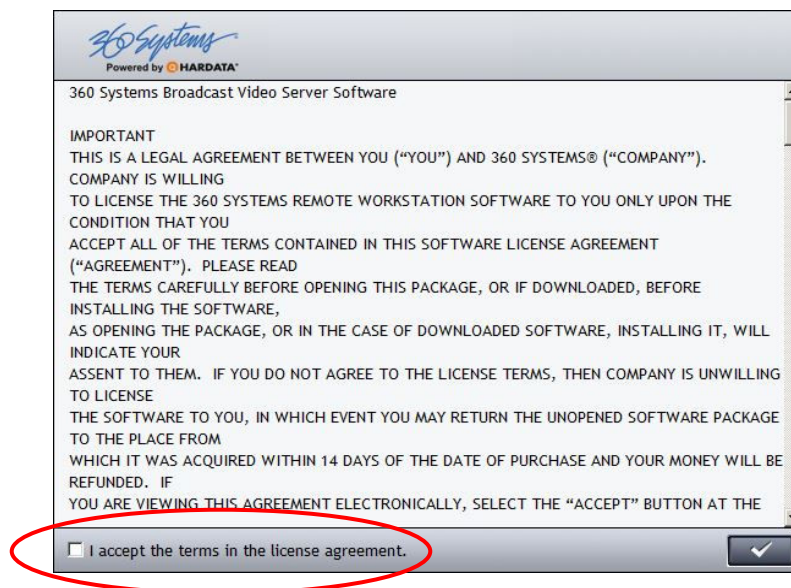 360 Systems
Powered by HARDATA
360 Systems Broadcast Video Server Software
IMPORTANT
THIS IS A LEGAL AGREEMENT BETWEEN YOU (“YOU”) AND 360 SYSTEMS® (“COMPANY”).
COMPANY IS WILLING
TO LICENSE THE 360 SYSTEMS REMOTE WORKSTATION SOFTWARE TO YOU ONLY UPON THE
CONDITION THAT YOU
ACCEPT ALL OF THE TERMS CONTAINED IN THIS SOFTWARE LICENSE AGREEMENT
(“AGREEMENT”).  PLEASE READ
THE TERMS CAREFULLY BEFORE OPENING THIS PACKAGE, OR IF DOWNLOADED, BEFORE
INSTALLING THE SOFTWARE,
AS OPENING THE PACKAGE, OR IN THE CASE OF DOWNLOADED SOFTWARE, INSTALLING IT, WILL
INDICATE YOUR
ASSENT TO THEM.  IF YOU DO NOT AGREE TO THE LICENSE TERMS, THEN COMPANY IS UNWILLING
TO LICENSE
THE SOFTWARE TO YOU, IN WHICH EVENT YOU MAY RETURN THE UNOPENED SOFTWARE PACKAGE
TO THE PLACE FROM
WHICH IT WAS ACQUIRED WITHIN 14 DAYS OF THE DATE OF PURCHASE AND YOUR MONEY WILL BE
REFUNDED.  IF
YOU ARE VIEWING THIS AGREEMENT ELECTRONICALLY, SELECT THE “ACCEPT” BUTTON AT THE
I accept the terms in the license agreement.